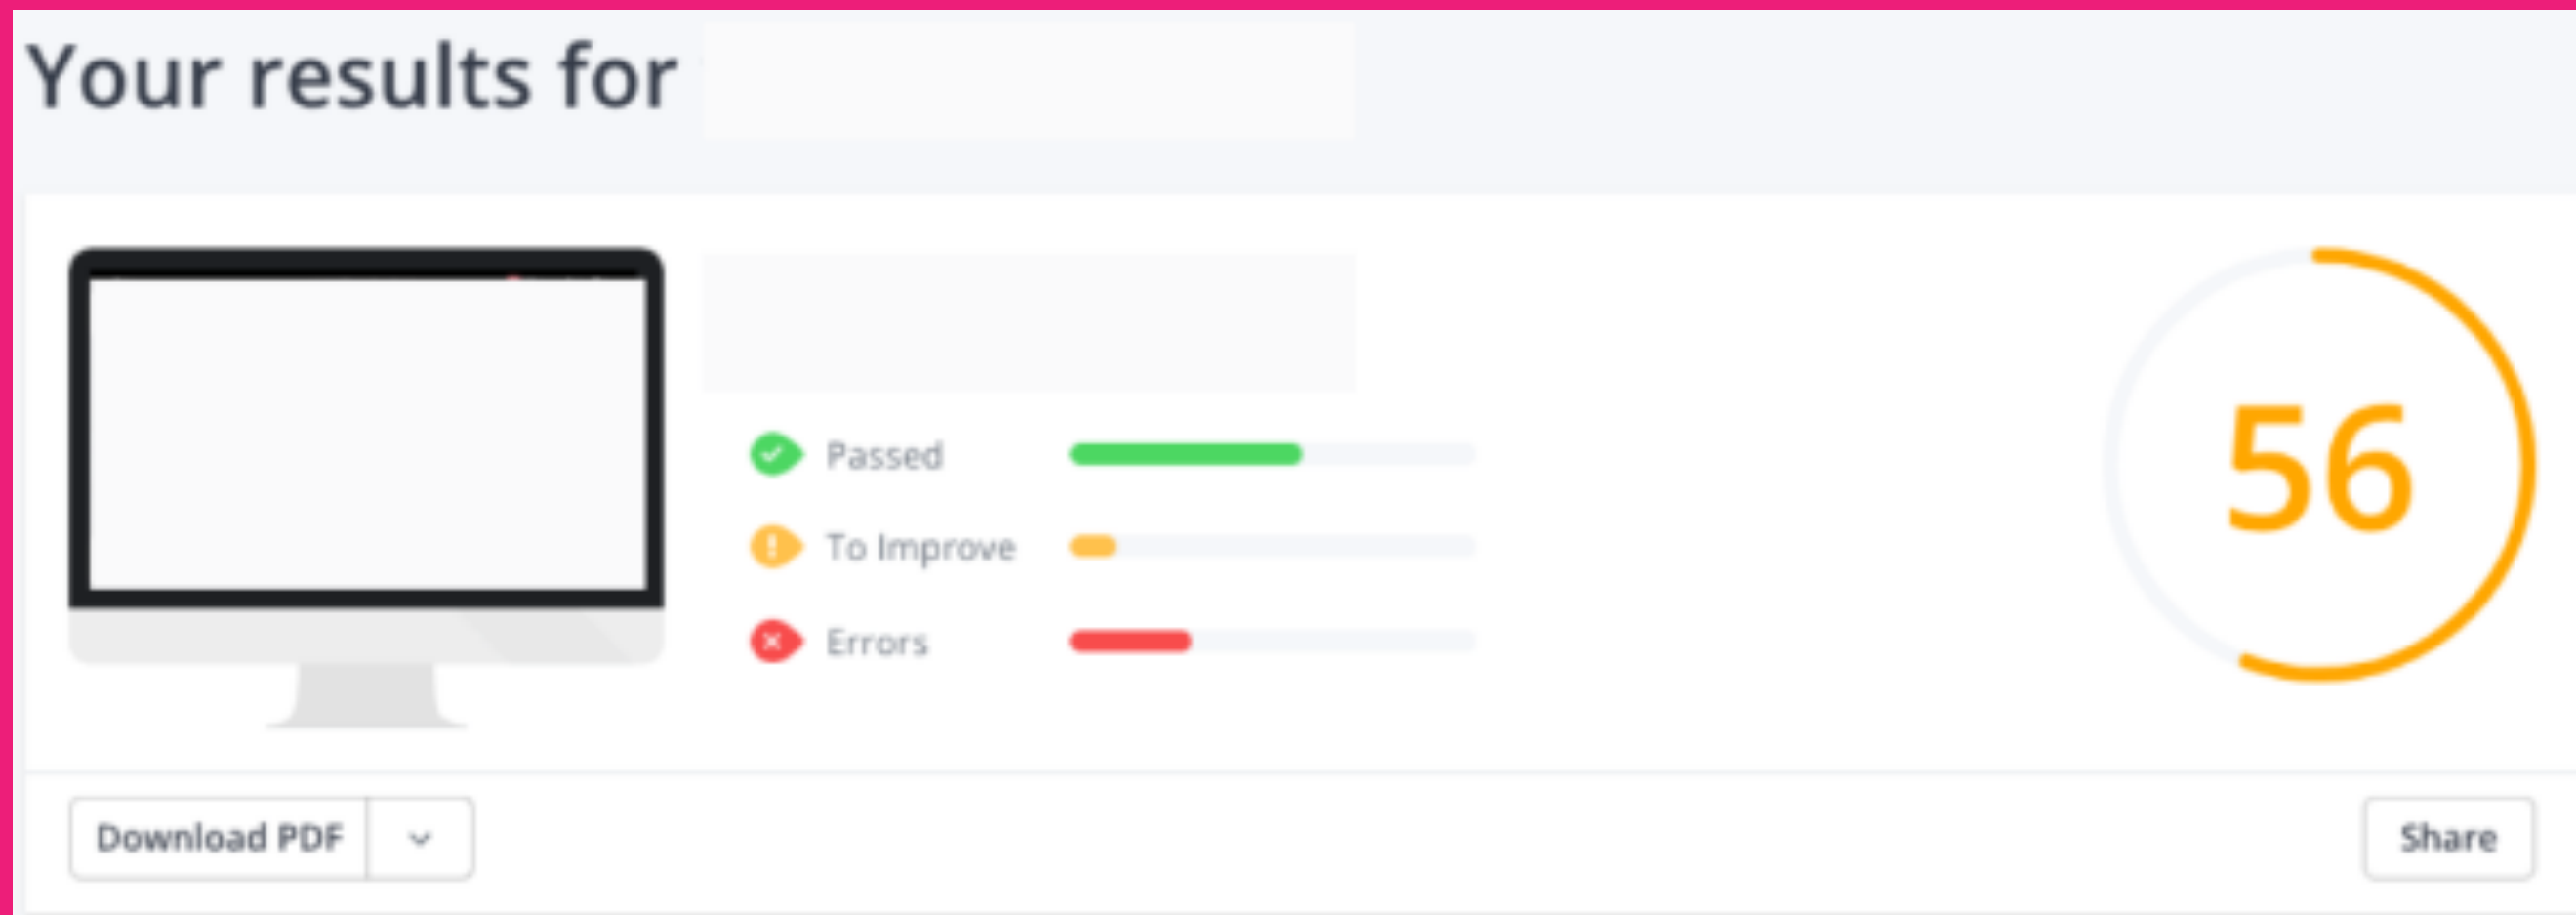 Your results for
Passed
To Improve
Errors
56
Download PDF
Share